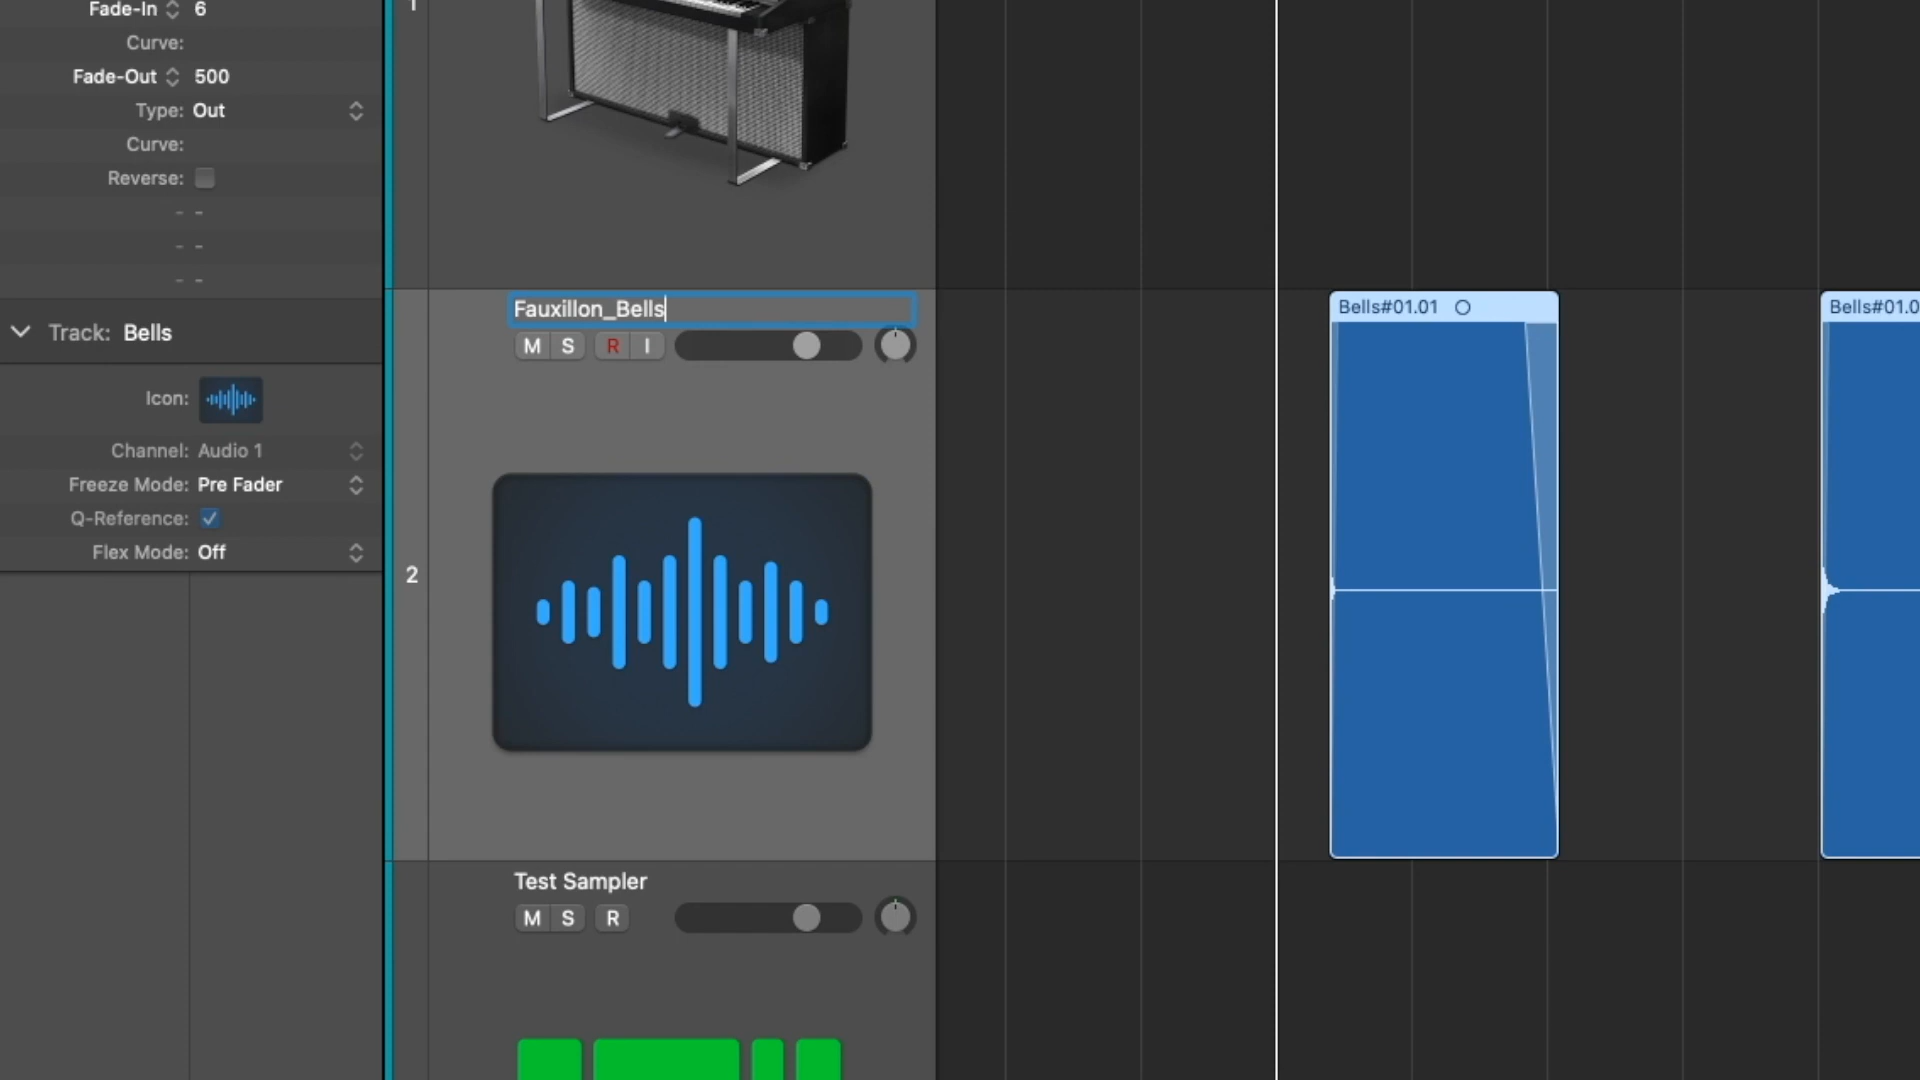 Fade-In 6
Curve:
Fade-Out 500
Type: Out
Curve:
Reverse:
- -
- -
- -
Track: Bells
Icon:
Channel: Audio 1
Freeze Mode: Pre Fader
Q-Reference:
Flex Mode: Off
1
Fauxillon_Bells
M S R I
2
Test Sampler
M S R
Bells#01.01
Bells#01.0